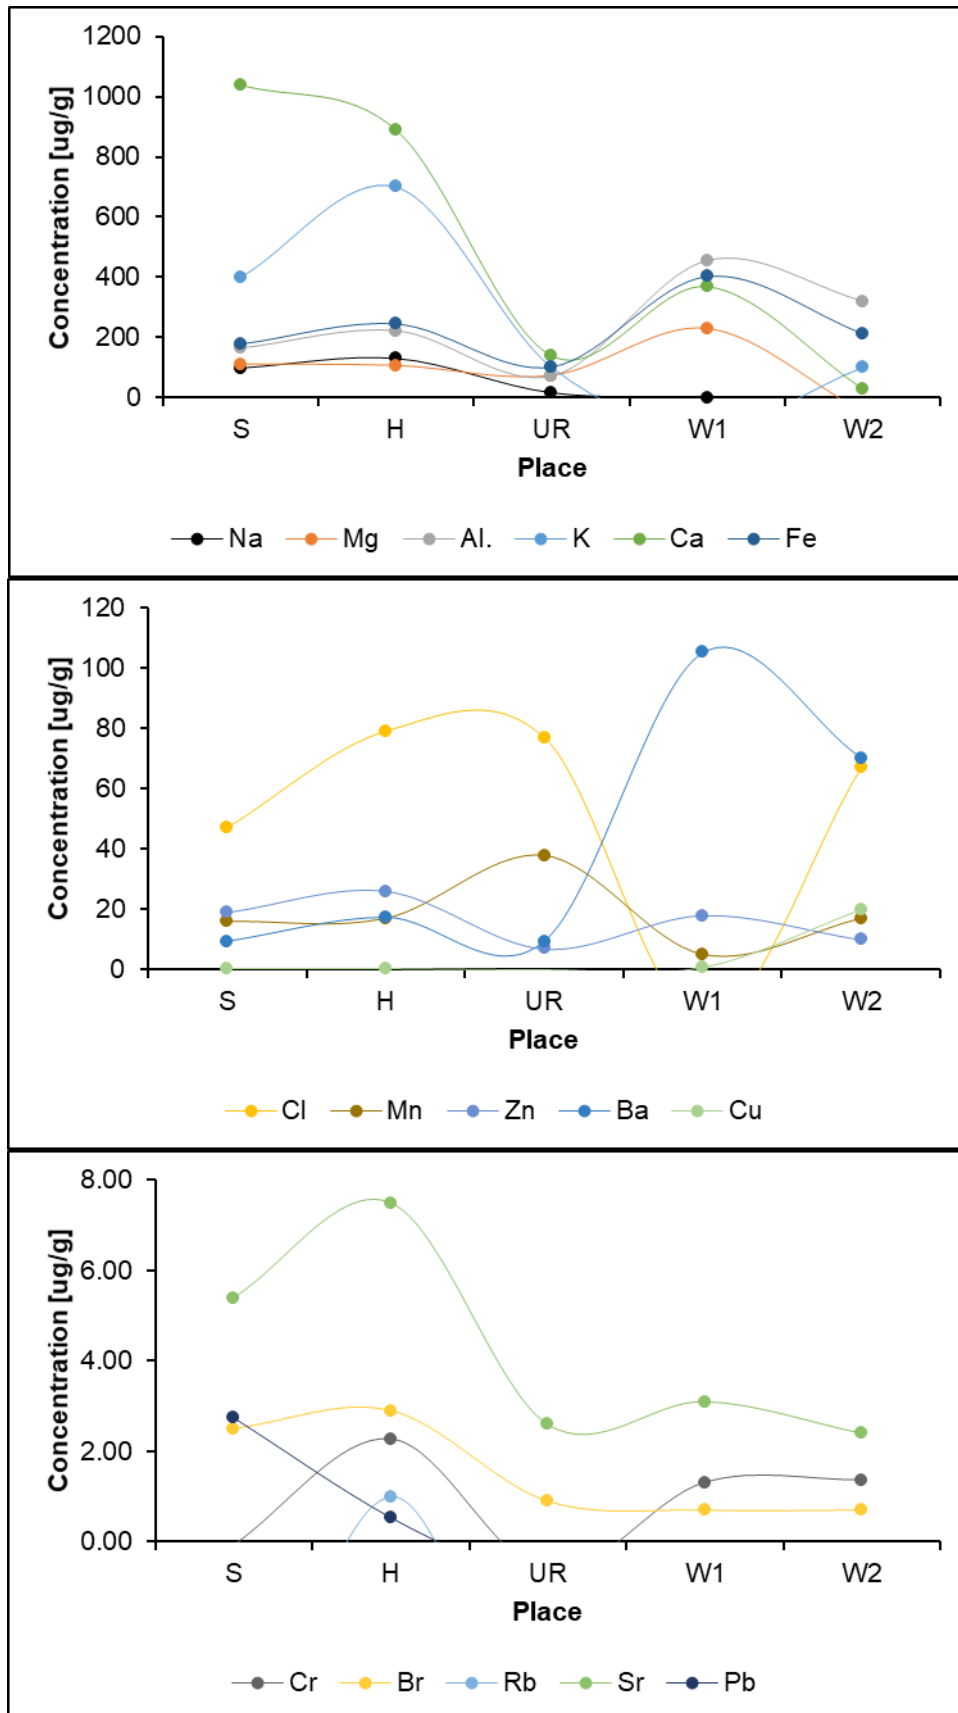 Concentration [ug/g]
1200
1000
800
600
400
200
0
S H UR W1 W2
Place
Na Mg Al. K Ca Fe
Concentration [ug/g]
120
100
80
60
40
20
0
S H UR W1 W2
Place
Cl Mn Zn Ba Cu
Concentration [ug/g]
8.00
6.00
4.00
2.00
0.00
S H UR W1 W2
Place
Cr Br Rb Sr Pb